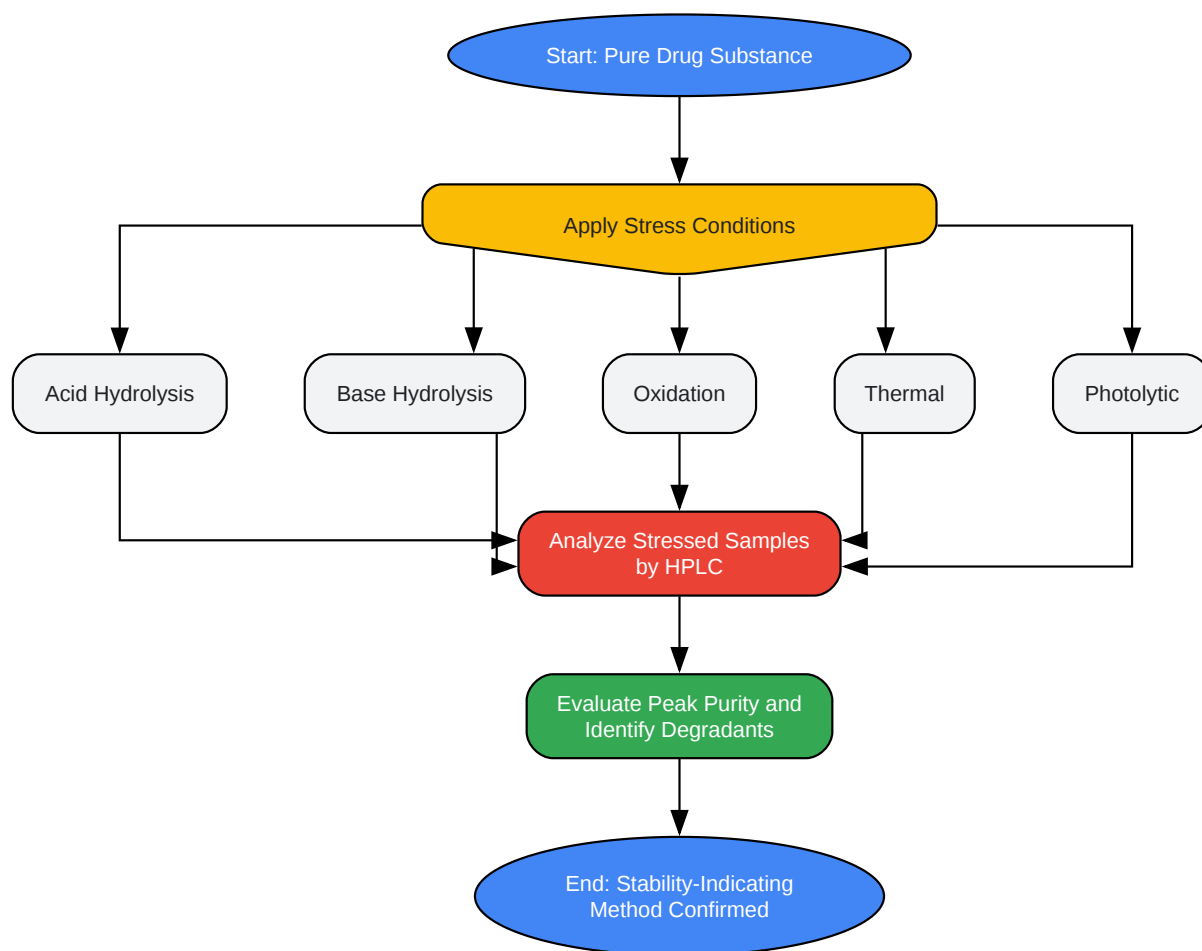 Start: Pure Drug Substance
Apply Stress Conditions
Acid Hydrolysis
Base Hydrolysis
Oxidation
Thermal
Photolytic
Analyze Stressed Samples
by HPLC
Evaluate Peak Purity and
Identify Degradants
End: Stability-Indicating
Method Confirmed